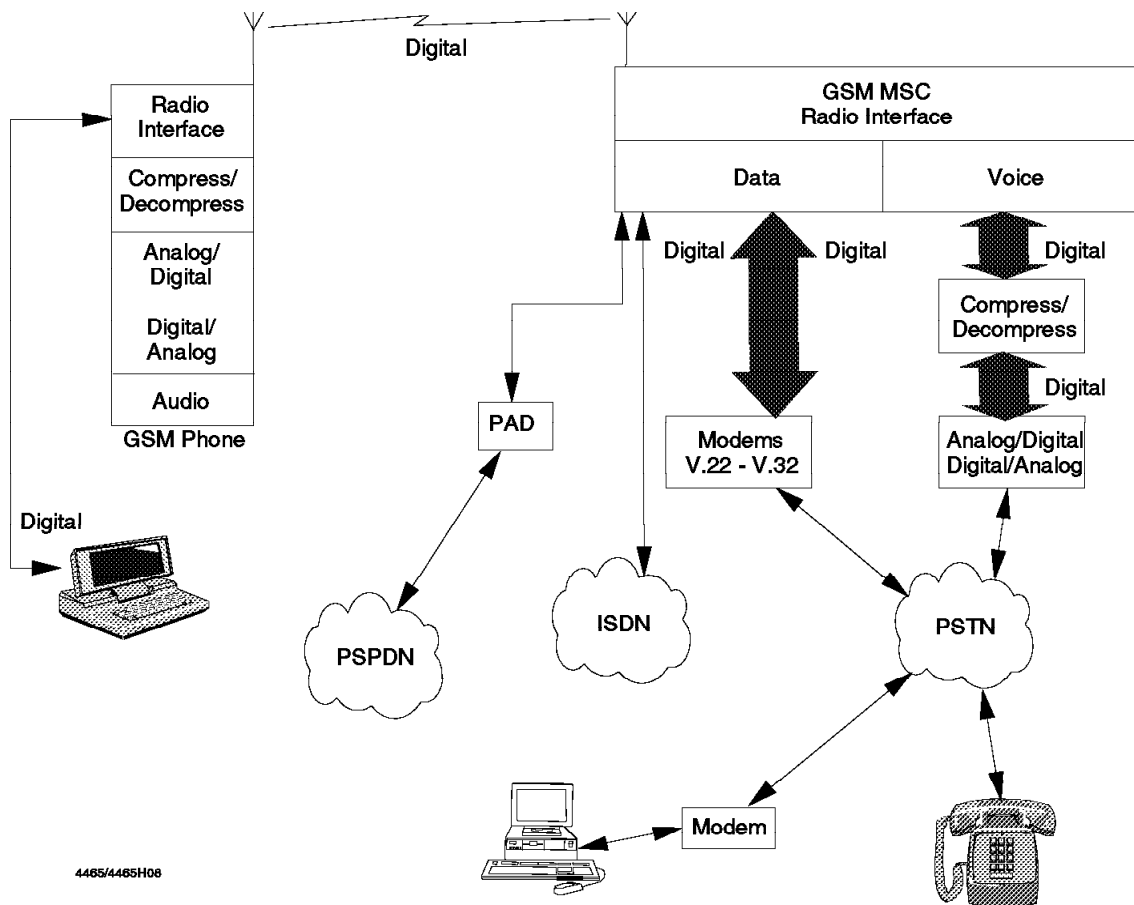 Digital
Radio
Interface
Compress/
Decompress
Analog/
Digital
Digital/
Analog
Audio
GSM Phone
Digital
GSM MSC
Radio Interface
Data
Voice
Digital
Digital
Digital
Compress/
Decompress
Digital
PAD
Modems
V.22 - V.32
Analog/Digital
Digital/Analog
PSPDN
ISDN
PSTN
Modem
4465/4465H08